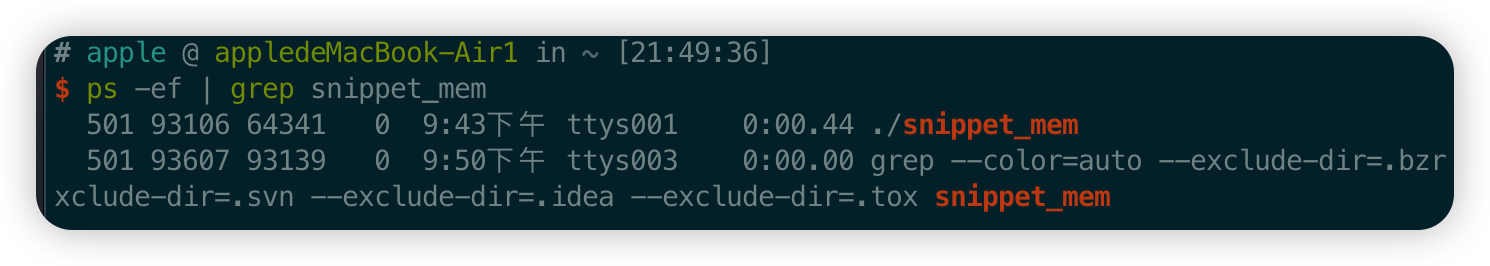 # apple @ appledeMacBook-Air1 in ~ [21:49:36]
$ ps -ef | grep snippet_mem
501 93106 64341 0 9:43下午 ttys001 0:00.44 ./snippet_mem
501 93607 93139 0 9:50下午 ttys003 0:00.00 grep --color=auto --exclude-dir=.bzr
xclude-dir=.svn --exclude-dir=.idea --exclude-dir=.tox snippet_mem